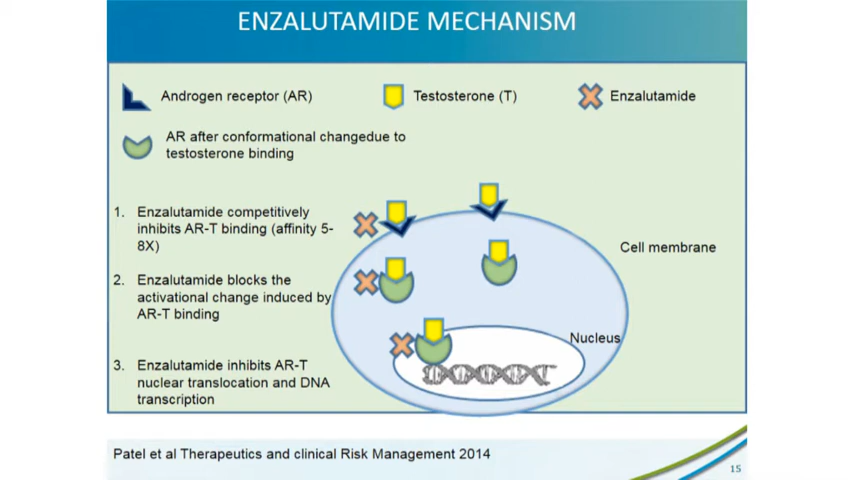 ENZALUTAMIDE MECHANISM
Androgen receptor (AR)
Testosterone (T)
Enzalutamide
AR after conformational changedue to
testosterone binding
1. Enzalutamide competitively
inhibits AR-T binding (affinity 5-
8X)
2. Enzalutamide blocks the
activational change induced by
AR-T binding
3. Enzalutamide inhibits AR-T
nuclear translocation and DNA
transcription
Cell membrane
Nucleus
Patel et al Therapeutics and clinical Risk Management 2014
15